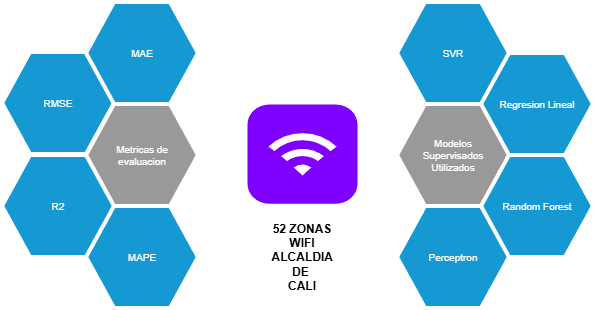 MAE
RMSE
Metricas de
evaluacion
R2
MAPE
52 ZONAS
WIFI
ALCALDIA
DE
CALI
SVR
Regresion Lineal
Modelos
Supervisados
Utilizados
Random Forest
Perceptron